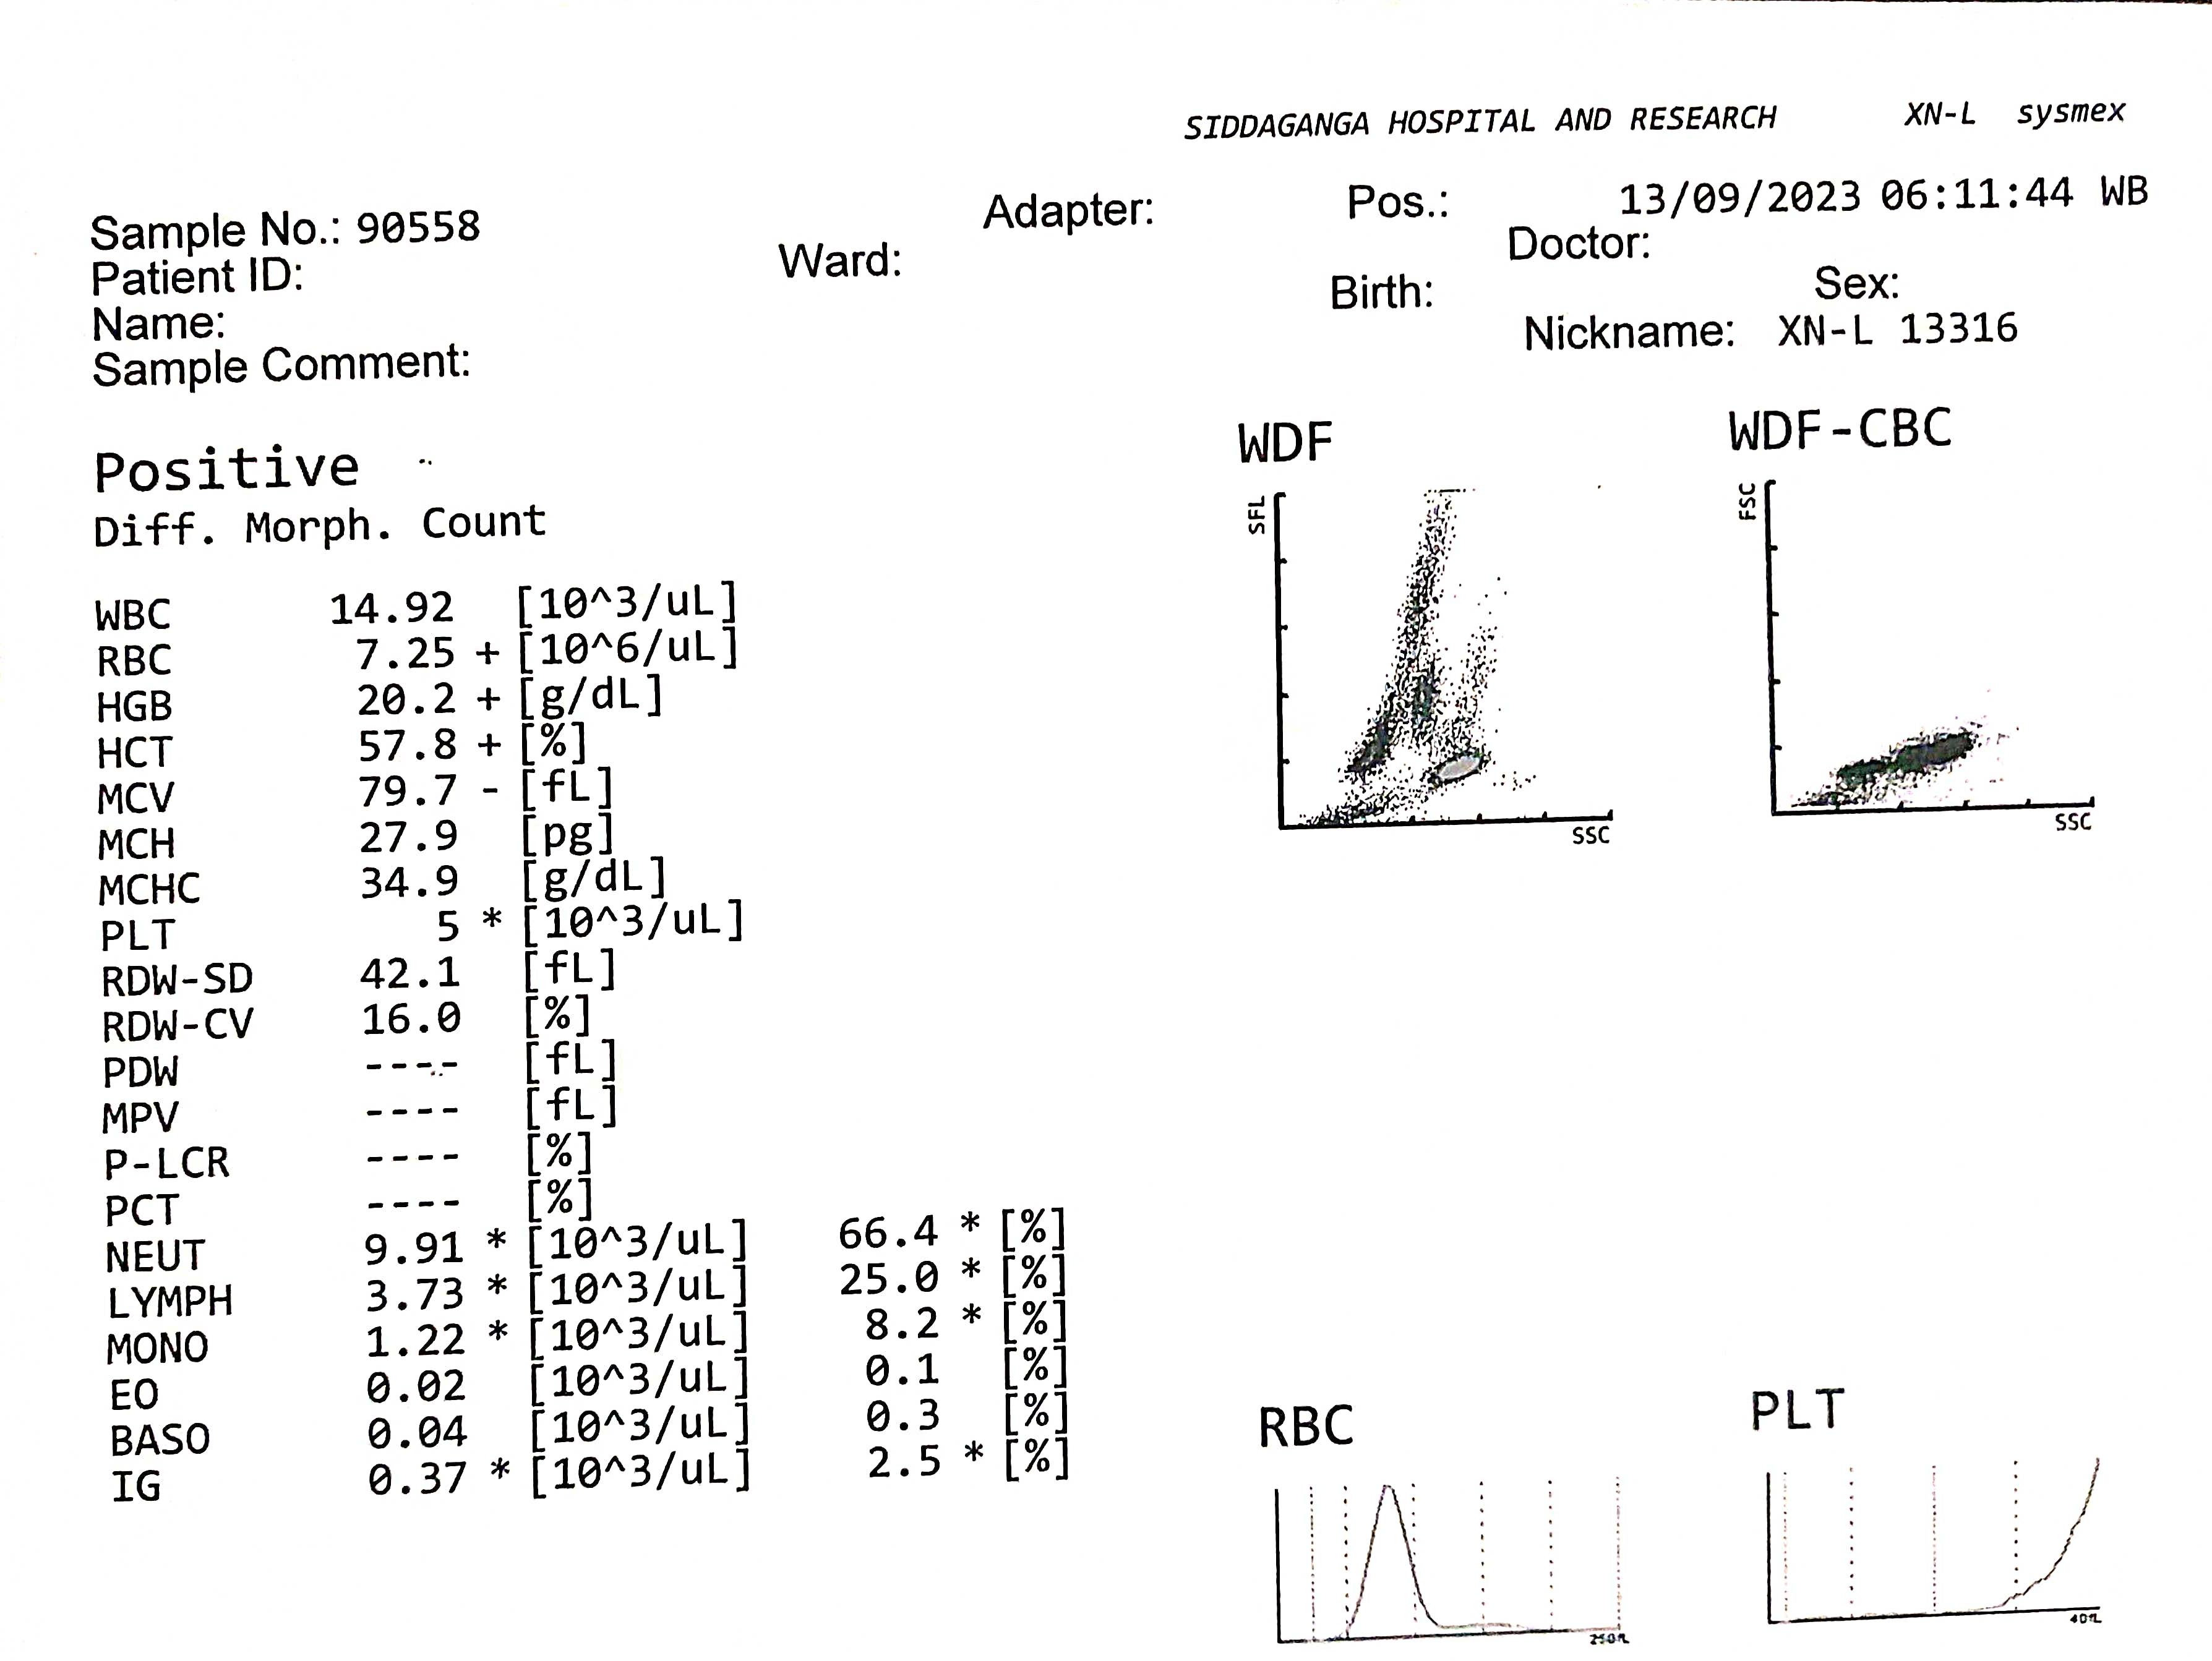 SIDDAGANGA HOSPITAL AND RESEARCH XN-L sysmex
Sample No.: 90558 Adapter: Pos.: 13/09/2023 06:11:44 WB
Patient ID: Ward: Doctor:
Name: Birth: Sex:
Sample Comment: Nickname: XN-L 13316
Positive
Diff. Morph. Count
WBC 14.92 [10^3/uL]
RBC 7.25 + [10^6/uL]
HGB 20.2 + [g/dL]
HCT 57.8 + [%]
MCV 79.7 - [fL]
MCH 27.9 [pg]
MCHC 34.9 [g/dL]
PLT 5 * [10^3/uL]
RDW-SD 42.1 [fL]
RDW-CV 16.0 [%]
PDW ---- [fL]
MPV ---- [fL]
P-LCR ---- [%]
PCT ---- [%]
NEUT 9.91 * [10^3/uL] 66.4 * [%]
LYMPH 3.73 * [10^3/uL] 25.0 * [%]
MONO 1.22 * [10^3/uL] 8.2 * [%]
EO 0.02 [10^3/uL] 0.1 [%]
BASO 0.04 [10^3/uL] 0.3 [%]
IG 0.37 * [10^3/uL] 2.5 * [%]
WDF
SFL
SSC
WDF-CBC
FSC
SSC
RBC
250fL
PLT
40fL